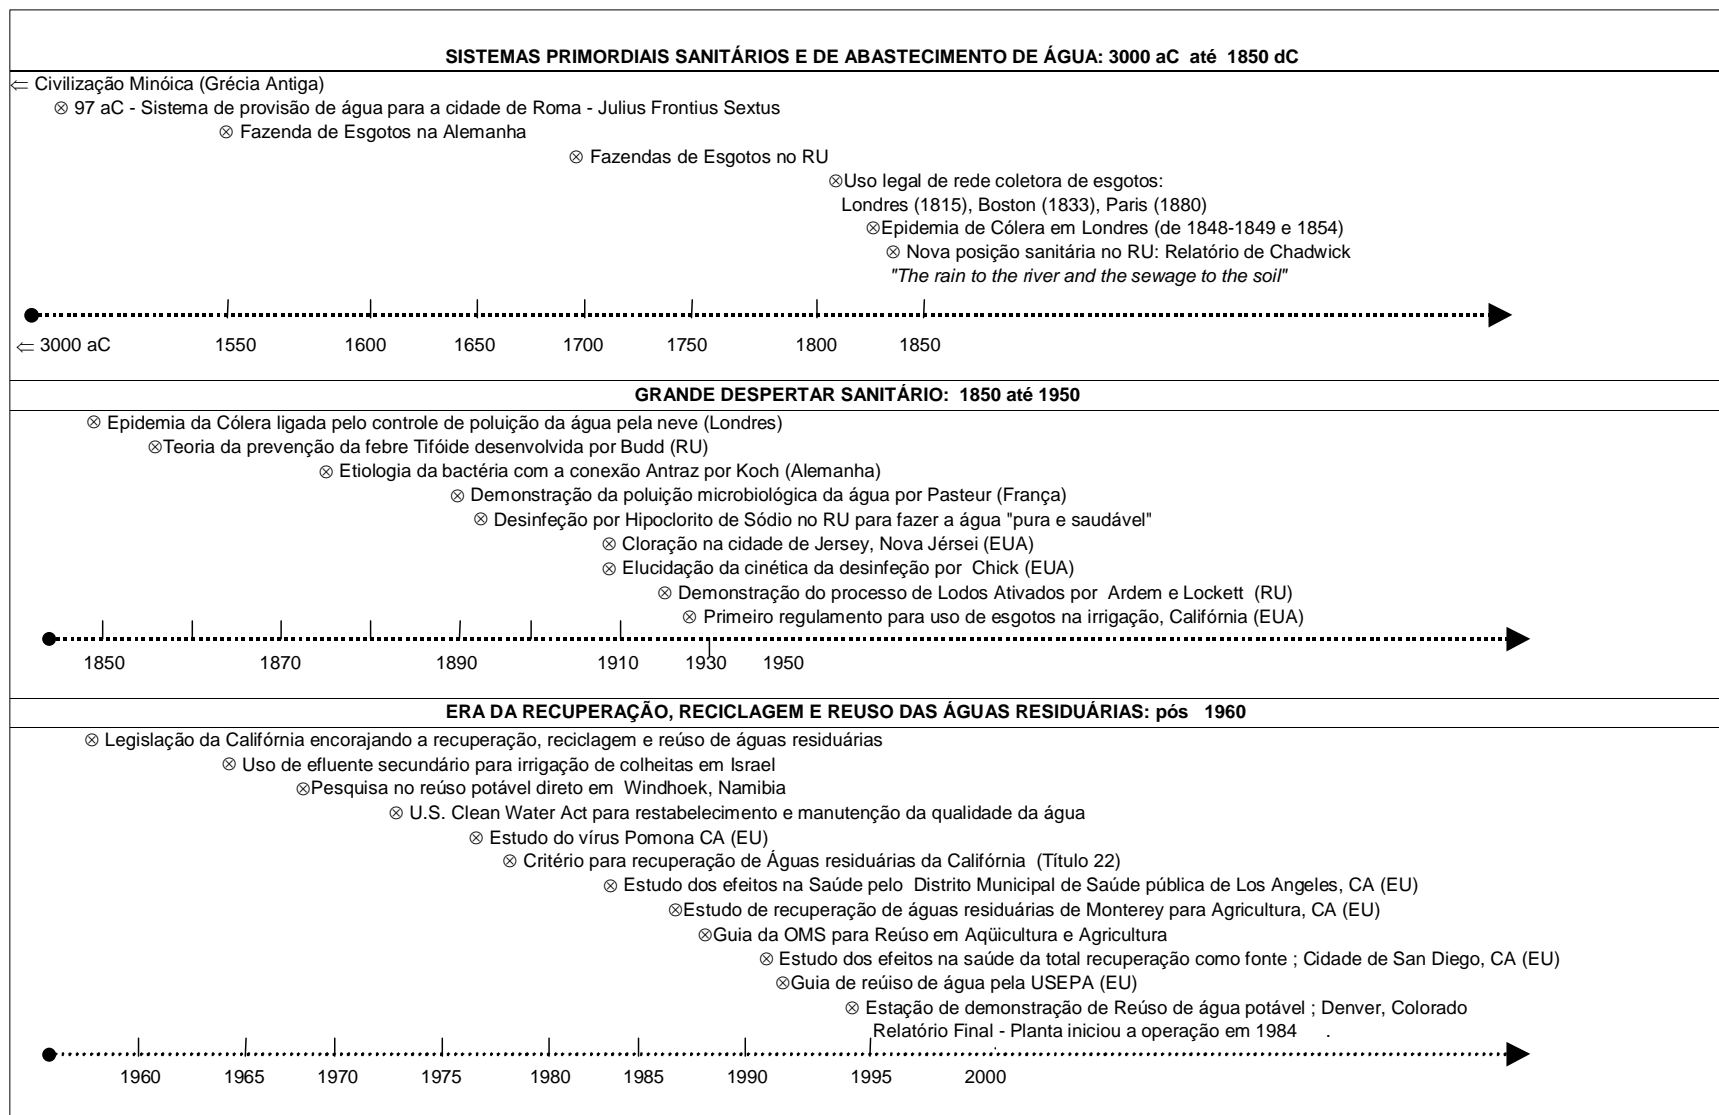 SISTEMAS PRIMORDIAIS SANITÁRIOS E DE ABASTECIMENTO DE ÁGUA: 3000 aC até 1850 dC
⇐ Civilização Minóica (Grécia Antiga)
⊗ 97 aC - Sistema de provisão de água para a cidade de Roma - Julius Frontius Sextus
⊗ Fazenda de Esgotos na Alemanha
⊗ Fazendas de Esgotos no RU
⊗Uso legal de rede coletora de esgotos:
Londres (1815), Boston (1833), Paris (1880)
⊗Epidemia de Cólera em Londres (de 1848-1849 e 1854)
⊗ Nova posição sanitária no RU: Relatório de Chadwick
"The rain to the river and the sewage to the soil"
⇐ 3000 aC 1550 1600 1650 1700 1750 1800 1850
GRANDE DESPERTAR SANITÁRIO: 1850 até 1950
⊗ Epidemia da Cólera ligada pelo controle de poluição da água pela neve (Londres)
⊗Teoria da prevenção da febre Tifóide desenvolvida por Budd (RU)
⊗ Etiologia da bactéria com a conexão Antraz por Koch (Alemanha)
⊗ Demonstração da poluição microbiológica da água por Pasteur (França)
⊗ Desinfeção por Hipoclorito de Sódio no RU para fazer a água "pura e saudável"
⊗ Cloração na cidade de Jersey, Nova Jérsei (EUA)
⊗ Elucidação da cinética da desinfeção por Chick (EUA)
⊗ Demonstração do processo de Lodos Ativados por Ardem e Lockett (RU)
⊗ Primeiro regulamento para uso de esgotos na irrigação, Califórnia (EUA)
1850 1870 1890 1910 1930 1950
ERA DA RECUPERAÇÃO, RECICLAGEM E REUSO DAS ÁGUAS RESIDUÁRIAS: pós 1960
⊗ Legislação da Califórnia encorajando a recuperação, reciclagem e reúso de águas residuárias
⊗ Uso de efluente secundário para irrigação de colheitas em Israel
⊗Pesquisa no reúso potável direto em Windhoek, Namibia
⊗ U.S. Clean Water Act para restabelecimento e manutenção da qualidade da água
⊗ Estudo do vírus Pomona CA (EU)
⊗ Critério para recuperação de Águas residuárias da Califórnia (Título 22)
⊗ Estudo dos efeitos na Saúde pelo Distrito Municipal de Saúde pública de Los Angeles, CA (EU)
⊗Estudo de recuperação de águas residuárias de Monterey para Agricultura, CA (EU)
⊗Guia da OMS para Reúso em Aqüicultura e Agricultura
⊗ Estudo dos efeitos na saúde da total recuperação como fonte ; Cidade de San Diego, CA (EU)
⊗Guia de reúiso de água pela USEPA (EU)
⊗ Estação de demonstração de Reúso de água potável ; Denver, Colorado
Relatório Final - Planta iniciou a operação em 1984 .
1960 1965 1970 1975 1980 1985 1990 1995 2000